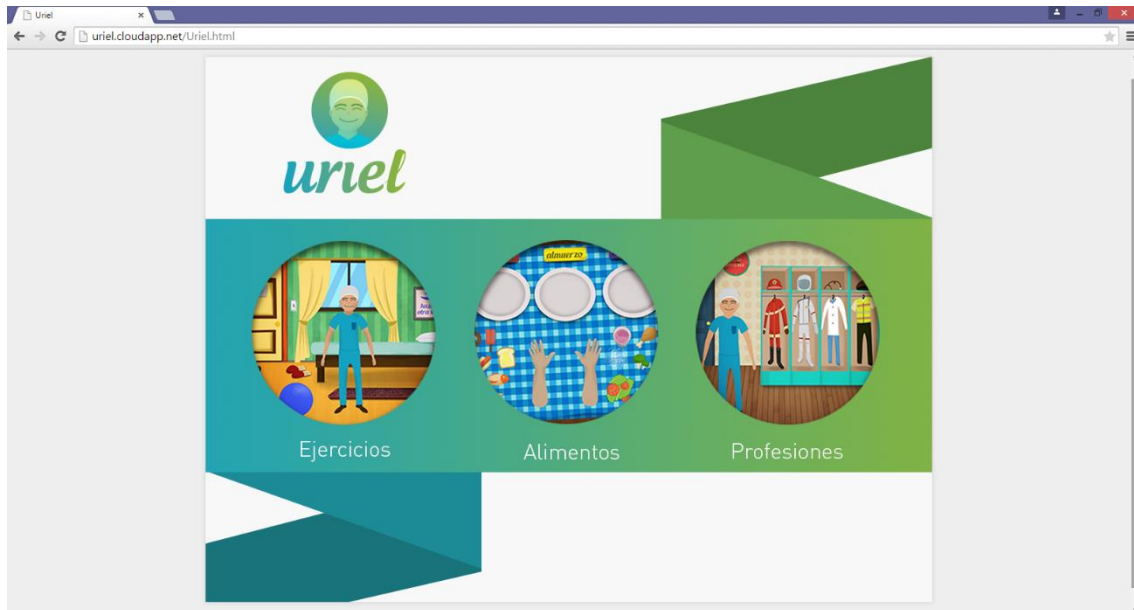 Uriel
uriel.cloudapp.net/Uriel.html
uriel
almuerzo
Ejercicios
Alimentos
Profesiones